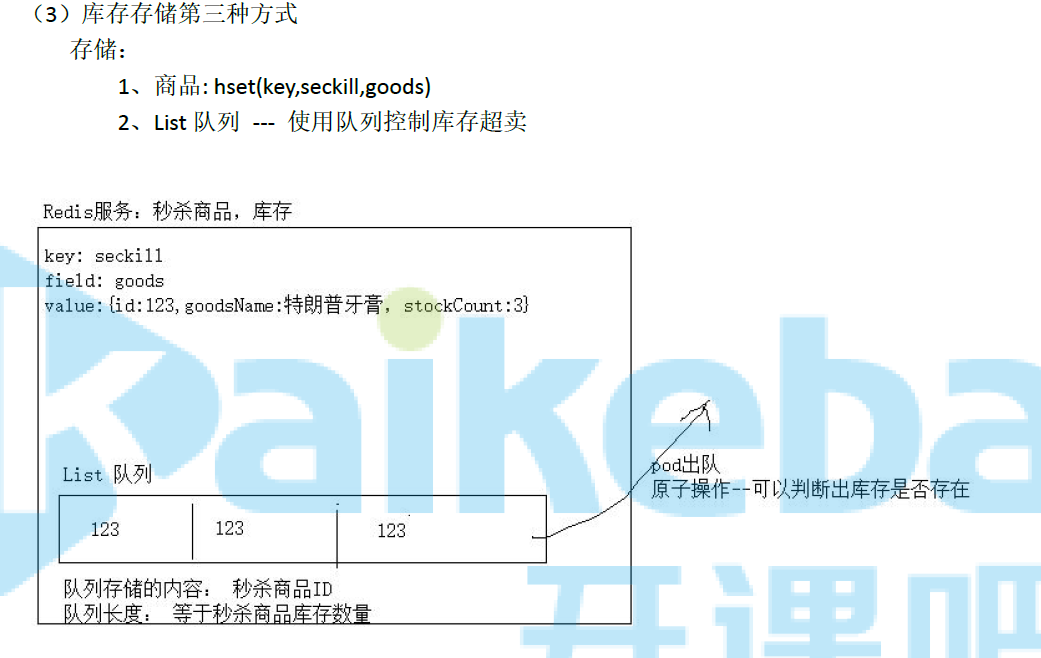 （3）库存存储第三种方式
存储：
1、商品: hset(key,seckill,goods)
2、List 队列 --- 使用队列控制库存超卖
Redis服务：秒杀商品，库存
key: seckill
field: goods
value:{id:123,goodsName:特朗普牙膏，stockCount:3}
List 队列
123 123 123
pod出队
原子操作--可以判断出库存是否存在
队列存储的内容： 秒杀商品ID
队列长度： 等于秒杀商品库存数量
kaikeba
开课吧